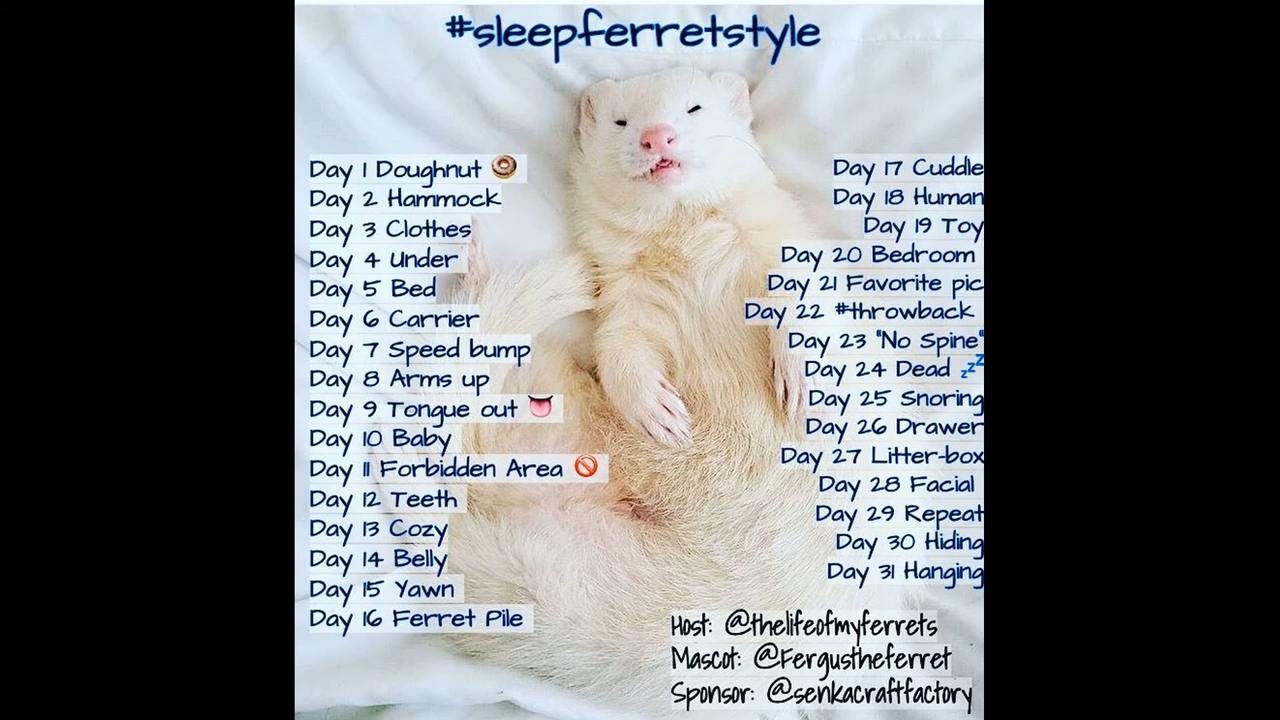 #sleepferretstyle
Day 1 Doughnut 🍩
Day 2 Hammock
Day 3 Clothes
Day 4 Under
Day 5 Bed
Day 6 Carrier
Day 7 Speed bump
Day 8 Arms up
Day 9 Tongue out 👅
Day 10 Baby
Day 11 Forbidden Area 🚫
Day 12 Teeth
Day 13 Cozy
Day 14 Belly
Day 15 Yawn
Day 16 Ferret Pile
Day 17 Cuddle
Day 18 Human
Day 19 Toy
Day 20 Bedroom
Day 21 Favorite pic
Day 22 #throwback
Day 23 "No Spine"
Day 24 Dead 💤
Day 25 Snoring
Day 26 Drawer
Day 27 Litter-box
Day 28 Facial
Day 29 Repeat
Day 30 Hiding
Day 31 Hanging
Host: @thelifeofmyferrets
Mascot: @Fergustheferret
Sponsor: @senkacraftfactory